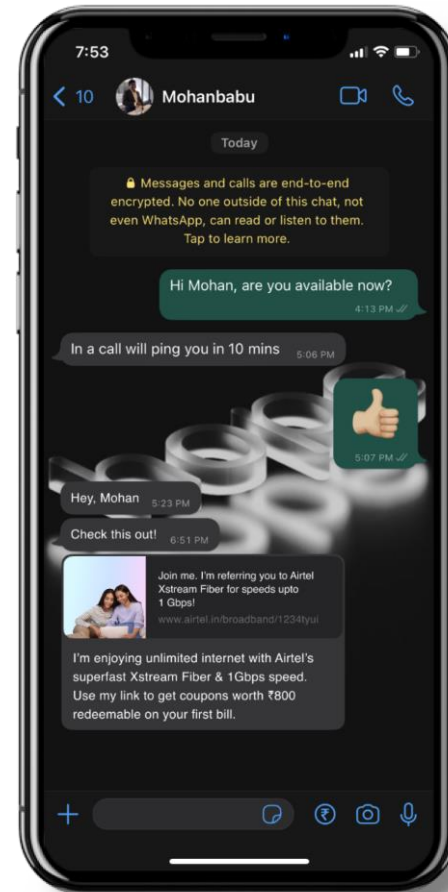 7:53
10
Mohanbabu
Today
Messages and calls are end-to-end
encrypted. No one outside of this chat, not
even WhatsApp, can read or listen to them.
Tap to learn more.
Hi Mohan, are you available now?
4:13 PM
In a call will ping you in 10 mins
5:06 PM
5:07 PM
Hey, Mohan
5:23 PM
Check this out!
6:51 PM
Join me. I'm referring you to Airtel
Xstream Fiber for speeds upto
1 Gbps!
www.airtel.in/broadband/1234tyui
I'm enjoying unlimited internet with Airtel's
superfast Xstream Fiber & 1Gbps speed.
Use my link to get coupons worth ₹800
redeemable on your first bill.
₹